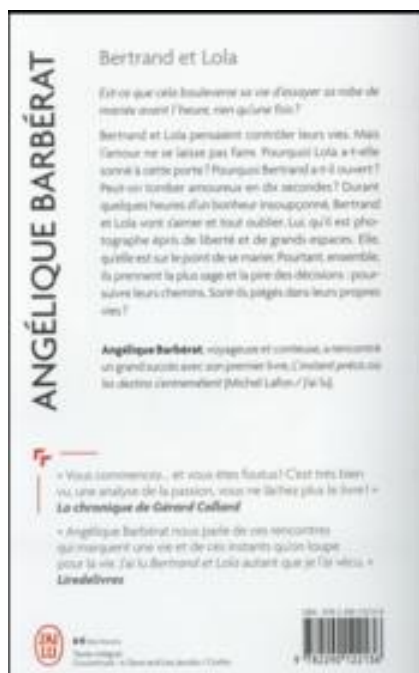 ANGÉLIQUE BARBÉRAT
Bertrand et Lola
Est-ce que cela bouleverse sa vie d'essayer sa robe de
mariée avant l'heure, rien qu'une fois ?
Bertrand et Lola pensaient contrôler leurs vies. Mais
l'amour ne se laisse pas faire. Pourquoi Lola a-t-elle
sonné à cette porte ? Pourquoi Bertrand a-t-il ouvert ?
Peut-on tomber amoureux en dix secondes ? Durant
quelques heures d'un bonheur insoupçonné, Bertrand
et Lola vont s'aimer et tout oublier. Lui, qu'il est pho-
tographe épris de liberté et de grands espaces. Elle,
qu'elle est sur le point de se marier. Pourtant, ensemble,
ils prennent la plus sage et la pire des décisions : pour-
suivre leurs chemins. Sont-ils piégés dans leurs propres
vies ?
Angélique Barbérat, voyageuse et conteuse, a rencontré
un grand succès avec son premier livre, L'instant précis où
les destins s'entremêlent (Michel Lafon / J'ai lu).
« Vous commencez... et vous êtes foutus ! C'est très bien
vu, une analyse de la passion, vous ne lâchez plus le livre ! »
La chronique de Gérard Collard
« Angélique Barbérat nous parle de ces rencontres
qui marquent une vie et de ces instants qu'on loupe
pour la vie. J'ai lu Bertrand et Lola autant que je l'ai vécu. »
Liredelivres
J'AI LU
Texte intégral
9 782290 122136